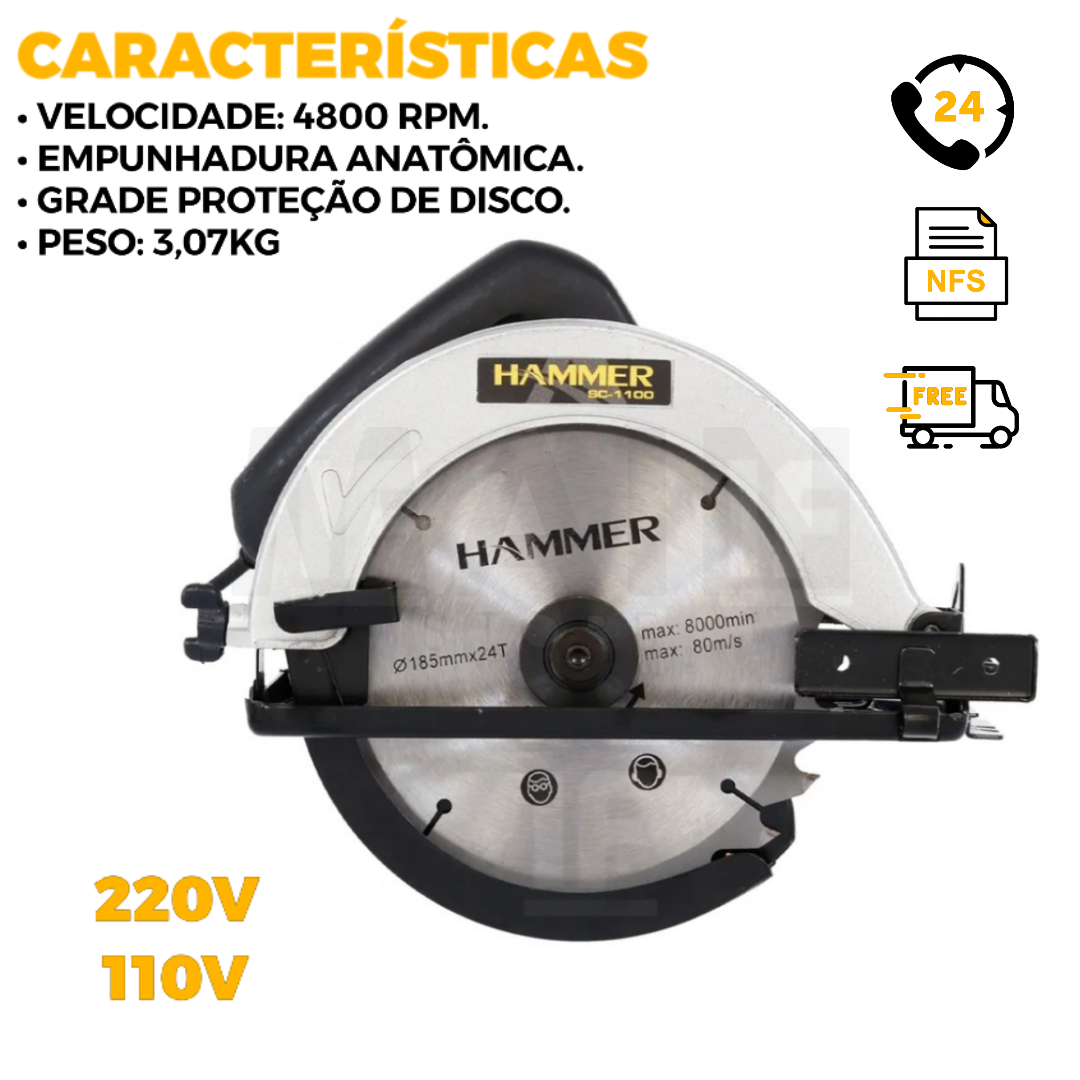 CARACTERÍSTICAS
• VELOCIDADE: 4800 RPM.
• EMPUNHADURA ANATÔMICA.
• GRADE PROTEÇÃO DE DISCO.
• PESO: 3,07KG
24
NFS
FREE
HAMMER
SC-1100
HAMMER
Ø185mmx24T
max: 8000min
max: 80m/s
220V
110V